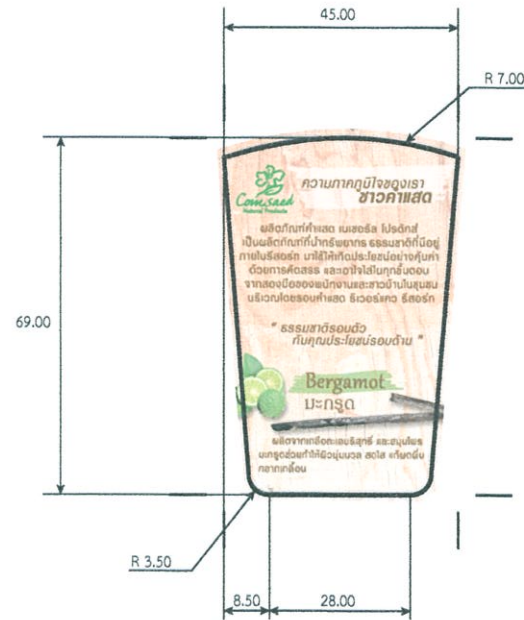 45.00
R 7.00
69.00
Comsaed
Natural Products
ความภาคภูมิใจของเรา
ชาวคำแสด
ผลิตภัณฑ์คำแสด เนเชอรัล โปรดักส์
เป็นผลิตภัณฑ์ที่นำทรัพยากร ธรรมชาติที่มีอยู่
ภายในรีสอร์ท มาใช้ให้เกิดประโยชน์อย่างคุ้มค่า
ด้วยการคัดสรร และเอาใจใส่ในทุกขั้นตอน
จากสองมือของพนักงานและชาวบ้านในชุมชน
บริเวณโดยรอบคำแสด ริเวอร์แคว รีสอร์ท
" ธรรมชาติรอบตัว
กับคุณประโยชน์รอบด้าน "
Bergamot
มะกรูด
ผลิตจากเกลือทะเลบริสุทธิ์ และสมุนไพร
มะกรูดช่วยทำให้ผิวนุ่มนวล สดใส แก้ผดผื่น
กลากเกลื้อน
R 3.50
8.50
28.00